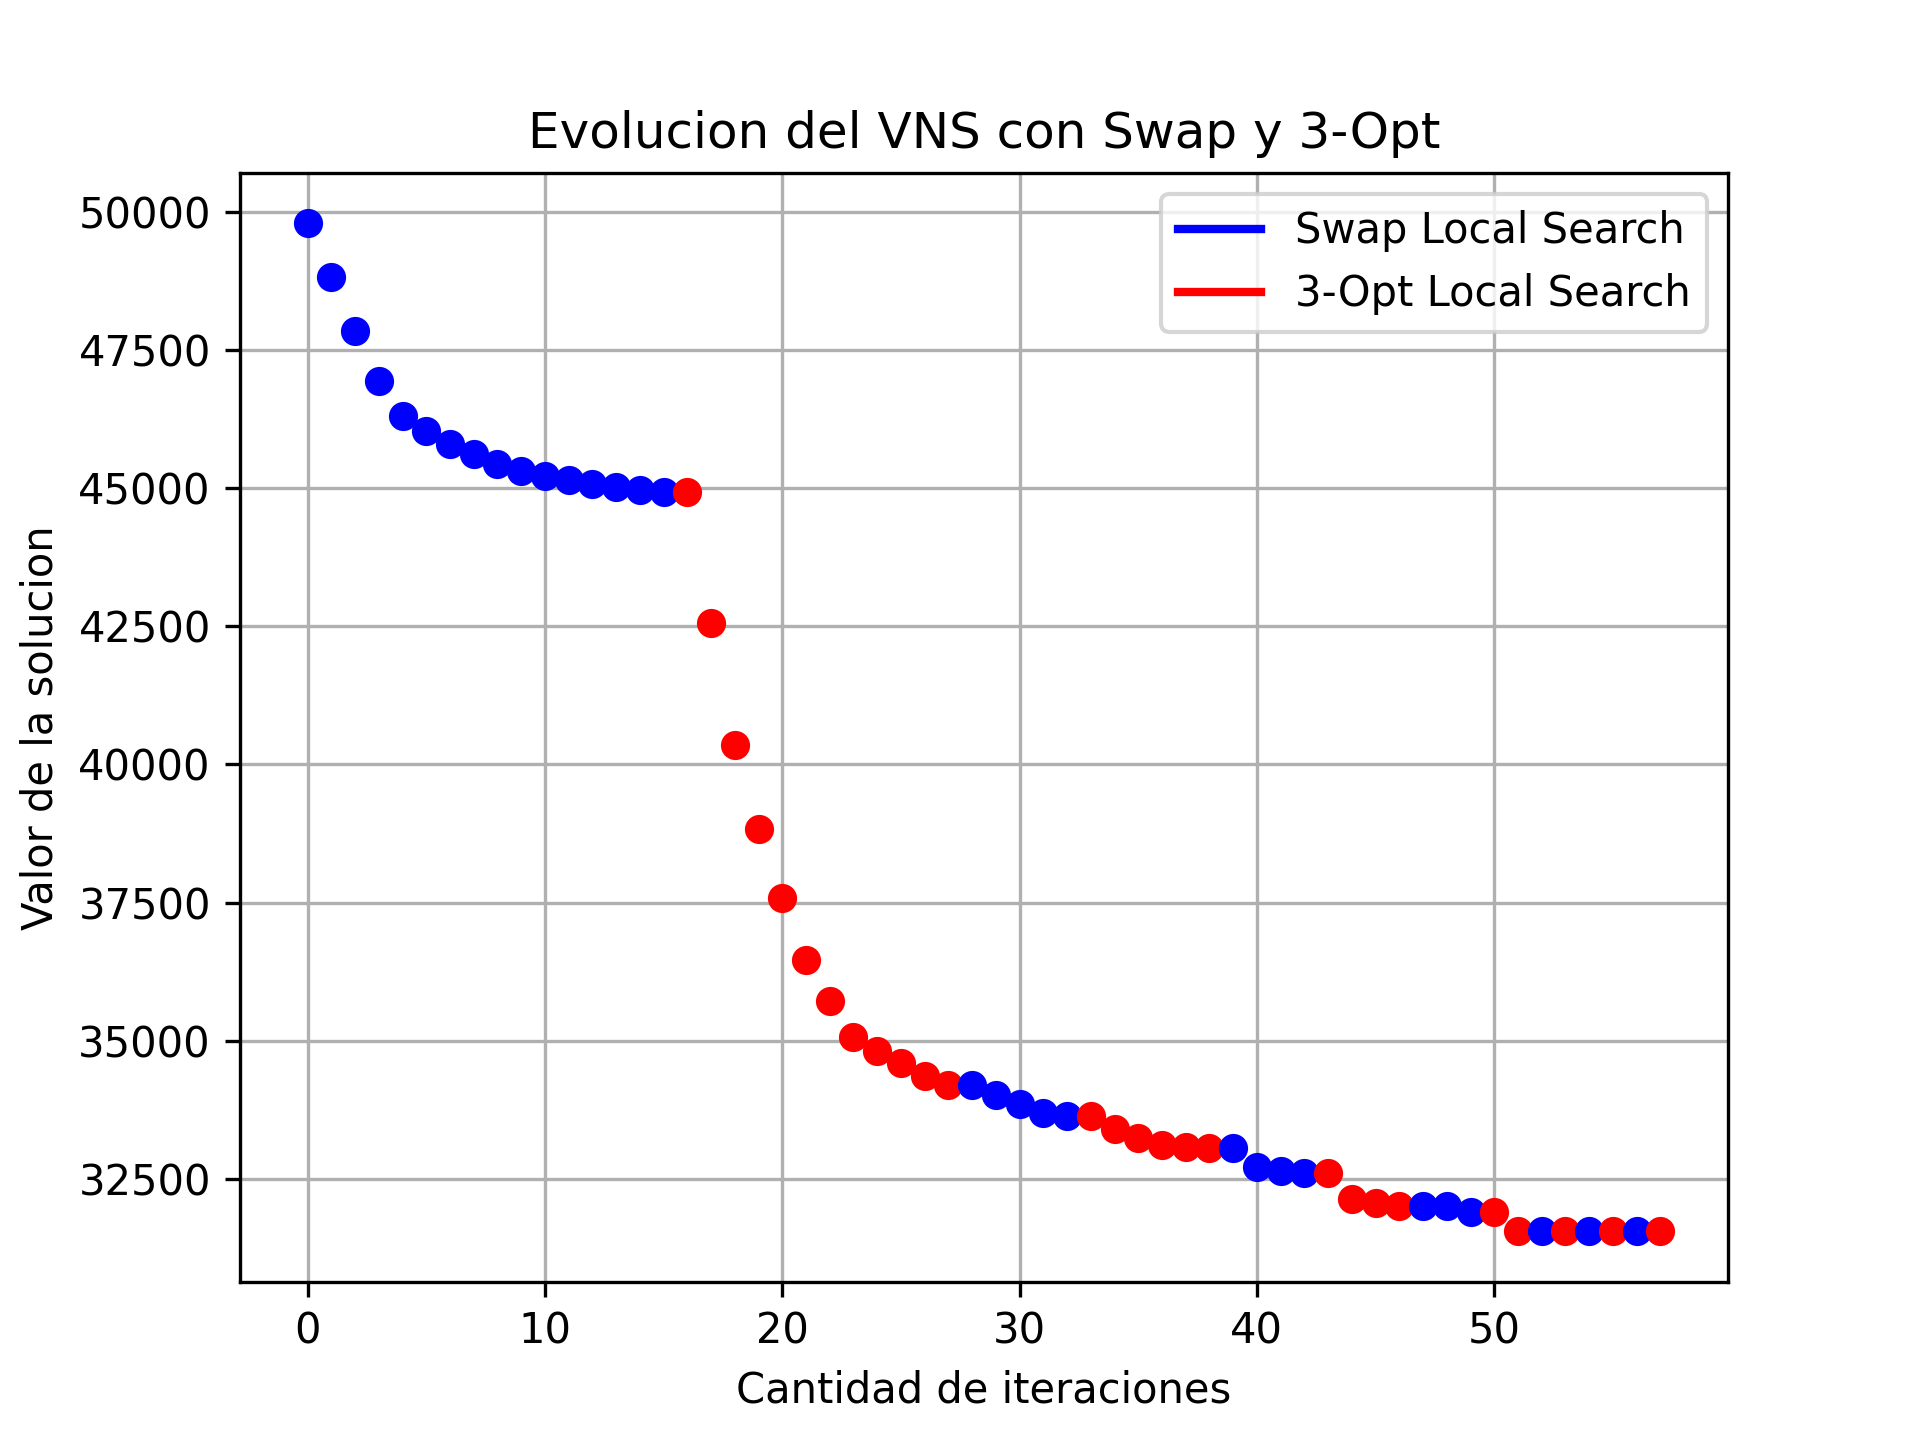 Evolucion del VNS con Swap y 3-Opt
Swap Local Search
3-Opt Local Search
Valor de la solucion
50000
47500
45000
42500
40000
37500
35000
32500
0 10 20 30 40 50
Cantidad de iteraciones